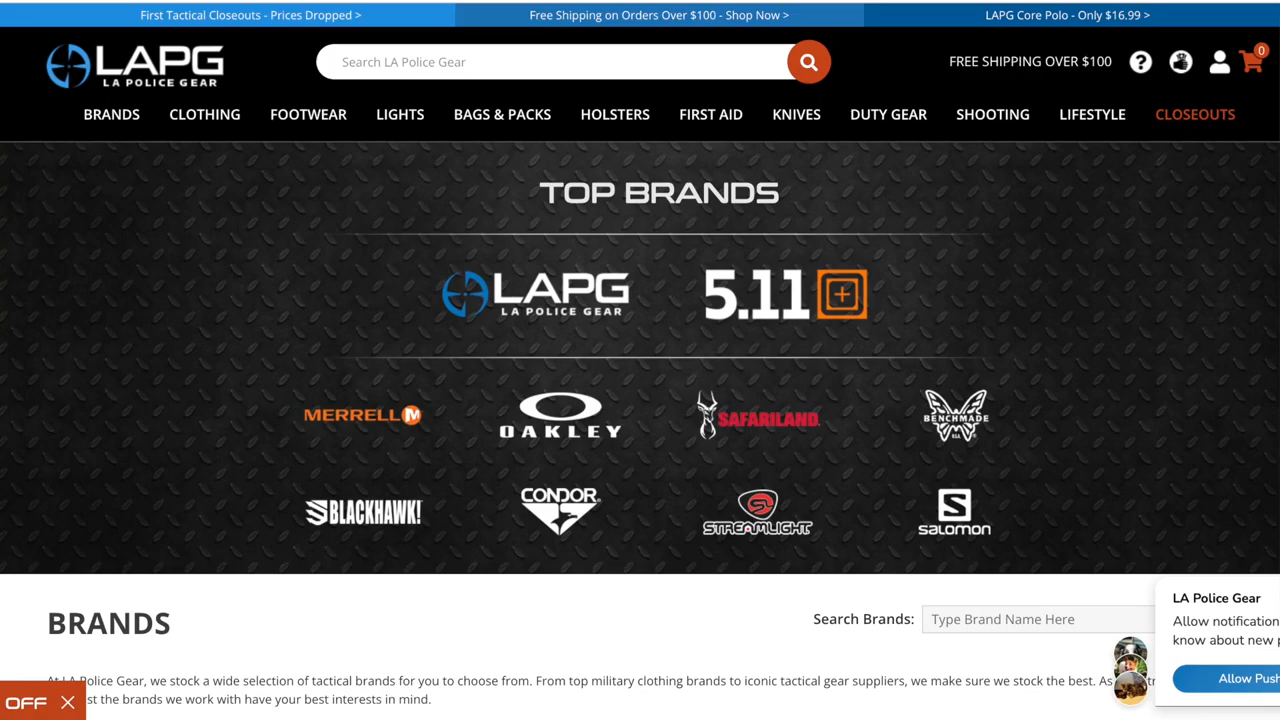 First Tactical Closeouts - Prices Dropped >
Free Shipping on Orders Over $100 - Shop Now >
LAPG Core Polo - Only $16.99 >
LAPG
LA POLICE GEAR
Search LA Police Gear
FREE SHIPPING OVER $100
?
0
BRANDS CLOTHING FOOTWEAR LIGHTS BAGS & PACKS HOLSTERS FIRST AID KNIVES DUTY GEAR SHOOTING LIFESTYLE CLOSEOUTS
TOP BRANDS
LAPG
LA POLICE GEAR
5.11
MERRELL M
OAKLEY
SAFARILAND
BENCHMADE
USA
BLACKHAWK!
CONDOR
STREAMLIGHT
S
SALOMON
BRANDS
Search Brands: Type Brand Name Here
LA Police Gear
Allow notification
know about new
Allow Push
At LA Police Gear, we stock a wide selection of tactical brands for you to choose from. From top military clothing brands to iconic tactical gear suppliers, we make sure we stock the best. As
the brands we work with have your best interests in mind.
OFF